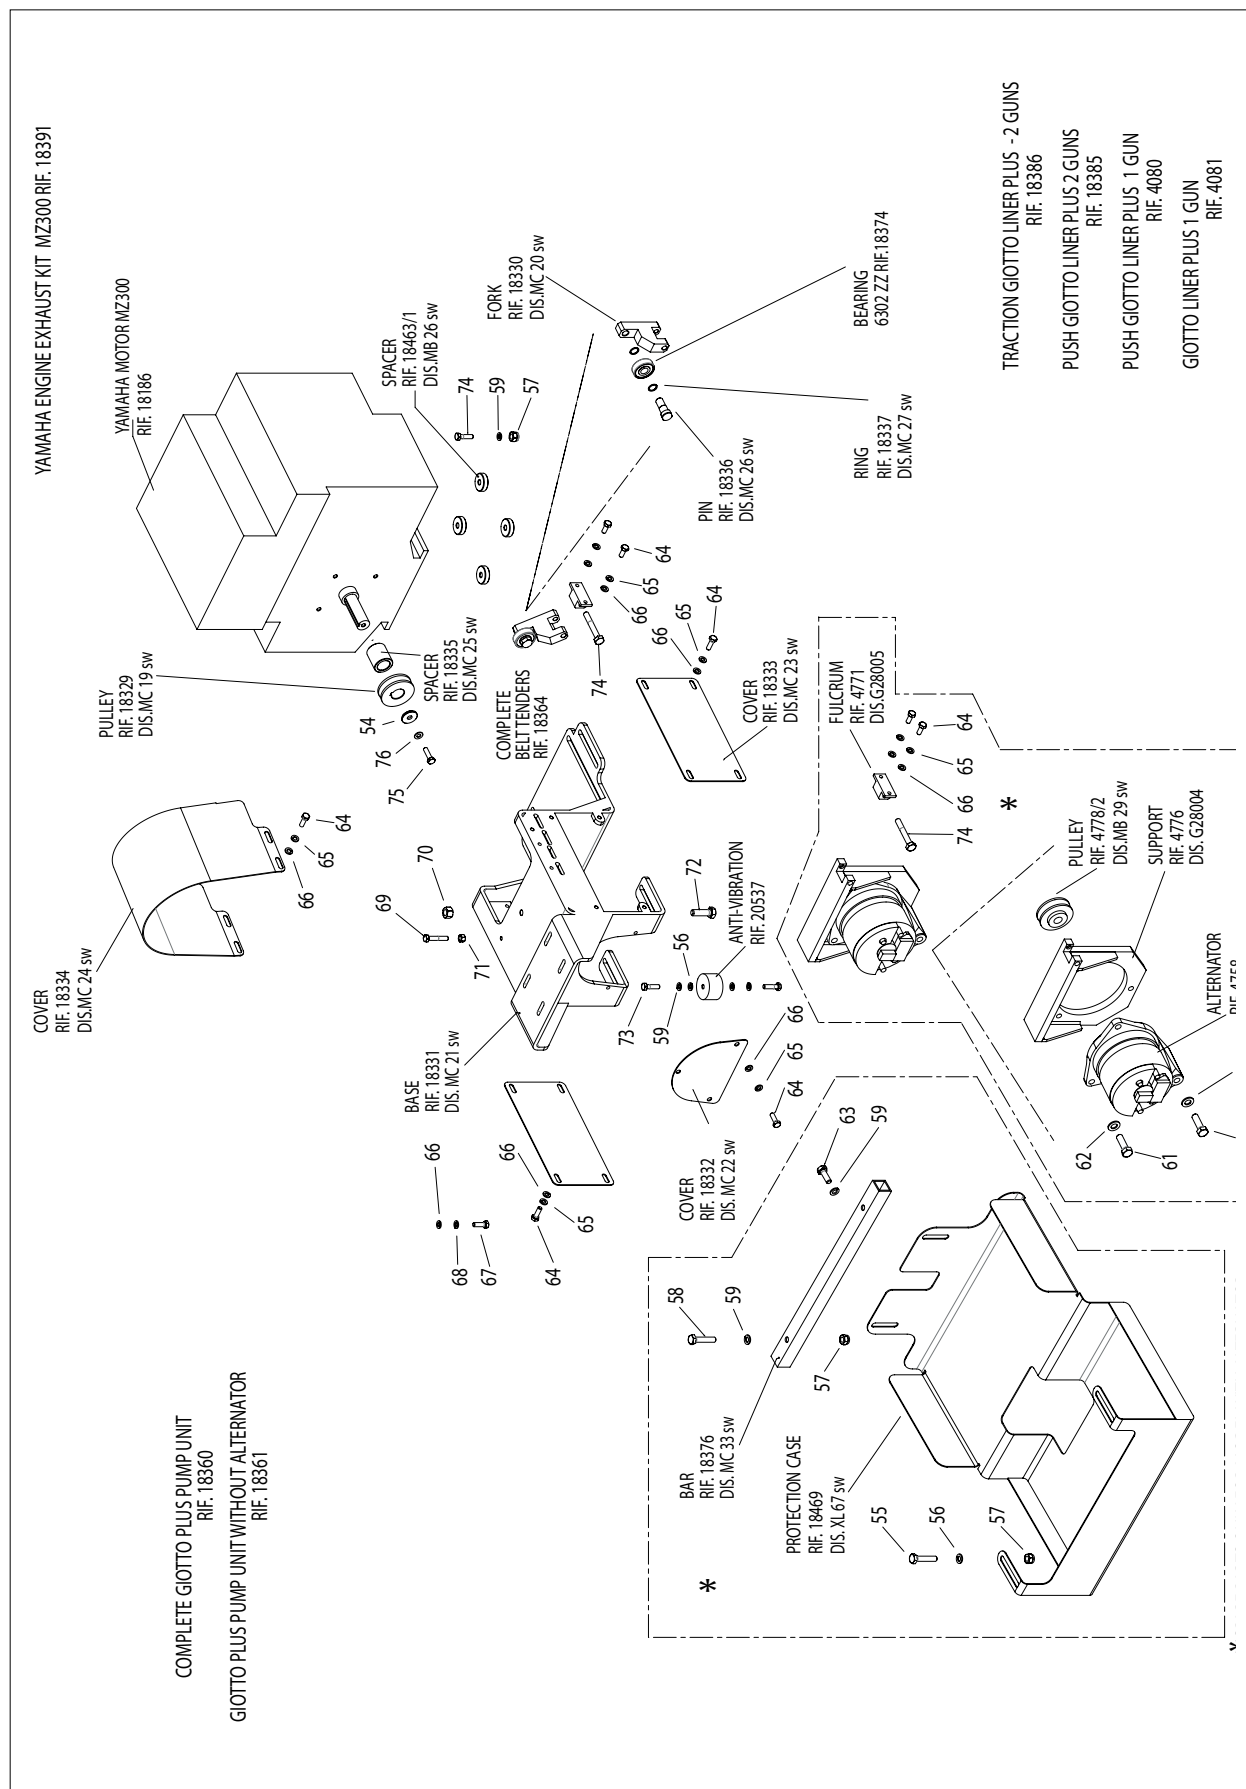 YAMAHA ENGINE EXHAUST KIT MZ300 RIF. 18391
YAMAHA MOTOR MZ300
RIF. 18186
PULLEY
RIF. 18329
DIS.MC 19 sw
54
76
75
SPACER
RIF. 18335
DIS.MC 25 sw
SPACER
RIF. 18463/1
DIS.MB 26 sw
74
59
57
FORK
RIF. 18330
DIS.MC 20 sw
BEARING
6302 ZZ RIF.18374
RING
RIF. 18337
DIS.MC 27 sw
PIN
RIF. 18336
DIS.MC 26 sw
COMPLETE
BELT TENDERS
RIF. 18364
74
66
65
64
66
65
64
COVER
RIF. 18333
DIS.MC 23 sw
COVER
RIF. 18334
DIS.MC 24 sw
66
65
64
69
71
70
72
BASE
RIF. 18331
DIS.MC 21 sw
73
59
56
ANTI-VIBRATION
RIF. 20537
66
68
67
66
65
64
COVER
RIF. 18332
DIS. MC 22 sw
66
65
64
FULCRUM
RIF. 4771
DIS.G28005
64
65
66
74
*
PULLEY
RIF. 4778/2
DIS.MB 29 sw
SUPPORT
RIF. 4776
DIS. G28004
ALTERNATOR
62
61
63
59
58
59
57
BAR
RIF. 18376
DIS. MC 33 sw
PROTECTION CASE
RIF. 18469
DIS. XL 67 sw
55
56
57
*
COMPLETE GIOTTO PLUS PUMP UNIT
RIF. 18360
GIOTTO PLUS PUMP UNIT WITHOUT ALTERNATOR
RIF. 18361
TRACTION GIOTTO LINER PLUS - 2 GUNS
RIF. 18386
PUSH GIOTTO LINER PLUS 2 GUNS
RIF. 18385
PUSH GIOTTO LINER PLUS 1 GUN
RIF. 4080
GIOTTO LINER PLUS 1 GUN
RIF. 4081